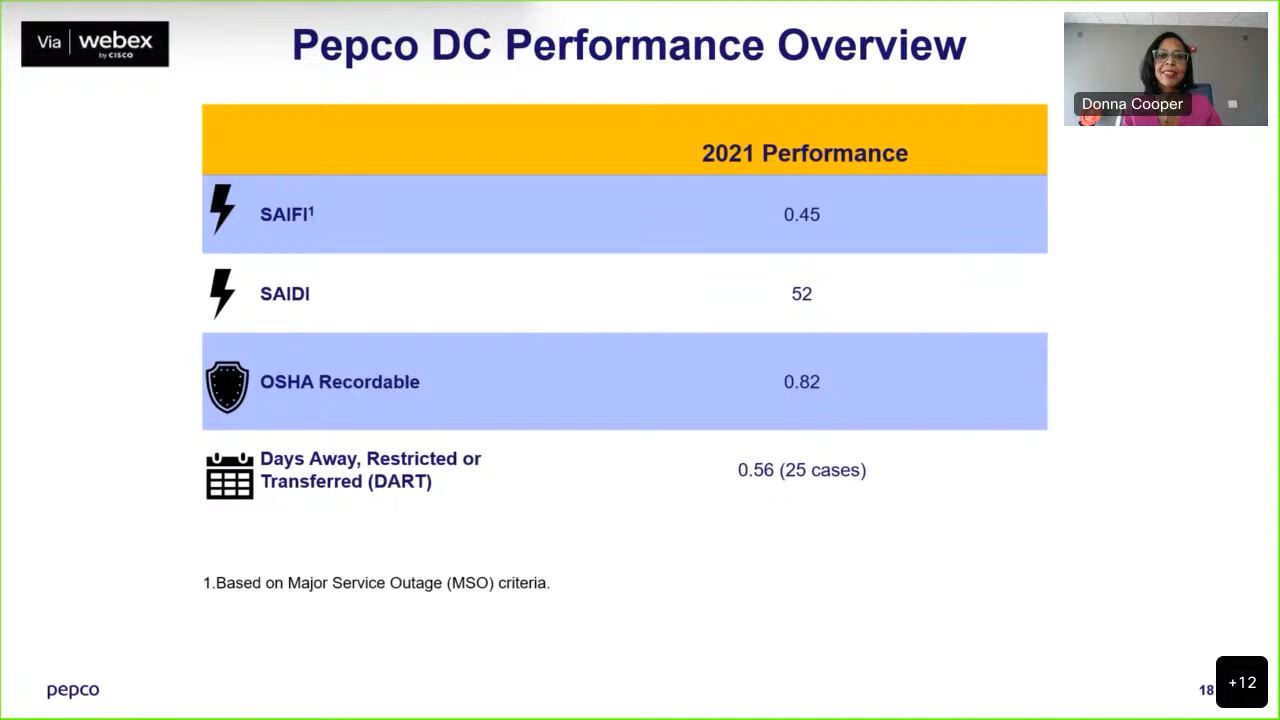 Via webex
by CISCO
Pepco DC Performance Overview
Donna Cooper
2021 Performance
SAIFI¹ 0.45
SAIDI 52
OSHA Recordable 0.82
Days Away, Restricted or
Transferred (DART) 0.56 (25 cases)
1.Based on Major Service Outage (MSO) criteria.
pepco
18
+12